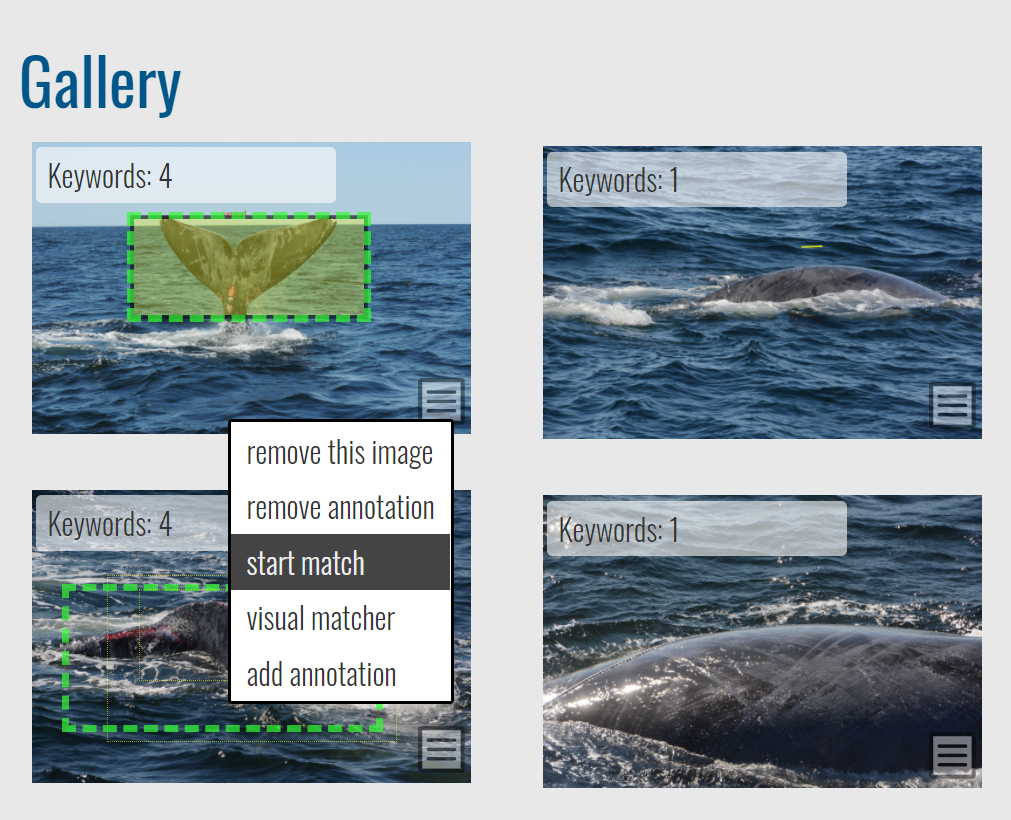 Gallery
Keywords: 4
Keywords: 1
remove this image
remove annotation
start match
visual matcher
add annotation
Keywords: 4
Keywords: 1